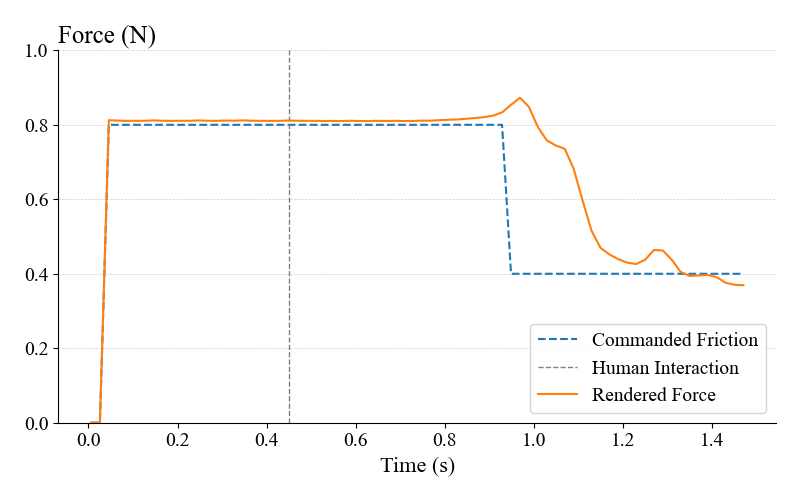 Force (N)
1.0
0.8
0.6
0.4
0.2
0.0
0.0 0.2 0.4 0.6 0.8 1.0 1.2 1.4
Time (s)
Commanded Friction
Human Interaction
Rendered Force